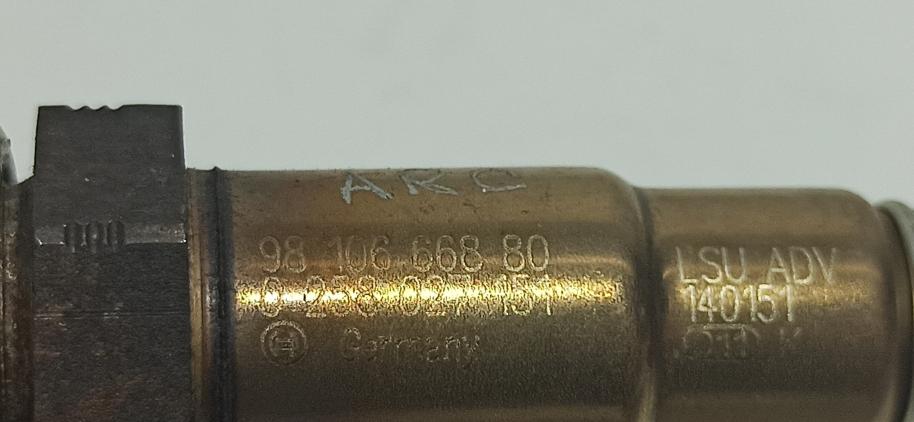 ARC
98 106 668 80
0 258 027 151
Germany
LSU ADV
140151